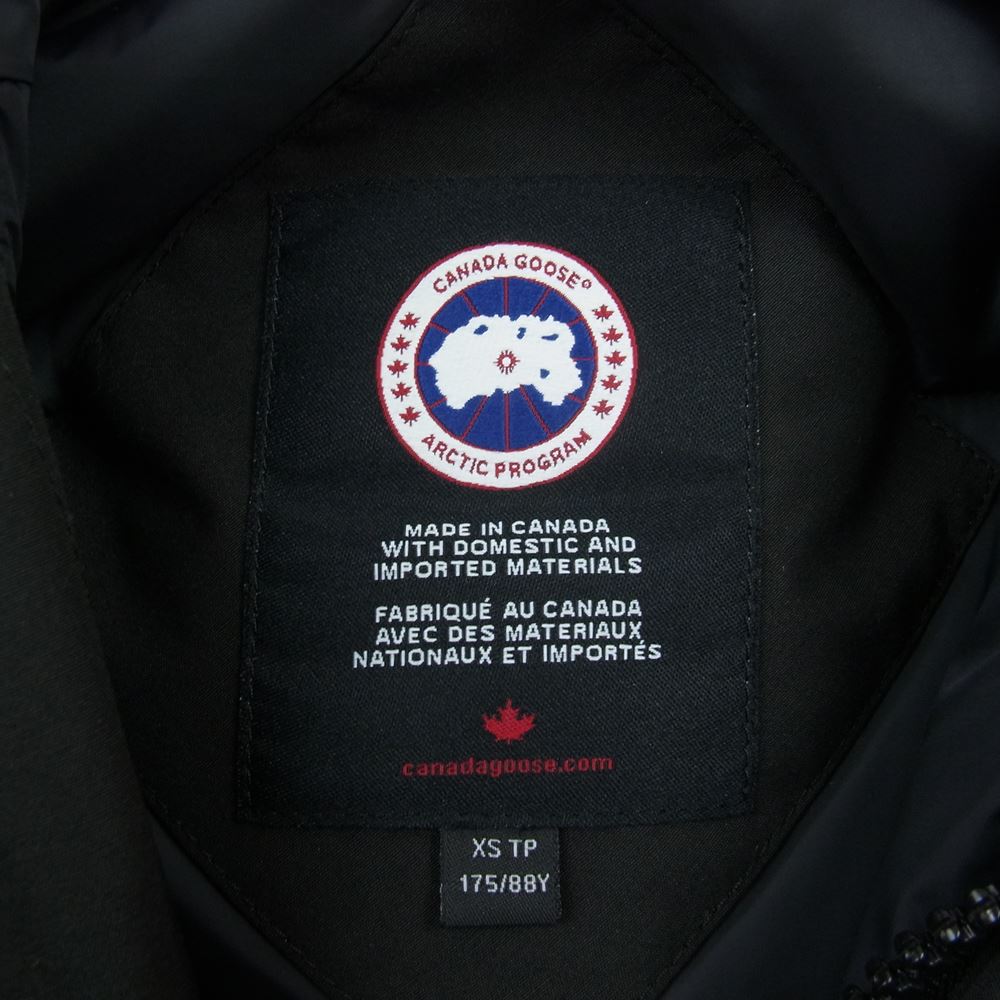 CANADA GOOSE®
ARCTIC PROGRAM
MADE IN CANADA
WITH DOMESTIC AND
IMPORTED MATERIALS
FABRIQUÉ AU CANADA
AVEC DES MATERIAUX
NATIONAUX ET IMPORTÉS
canadagoose.com
XS TP
175/88Y